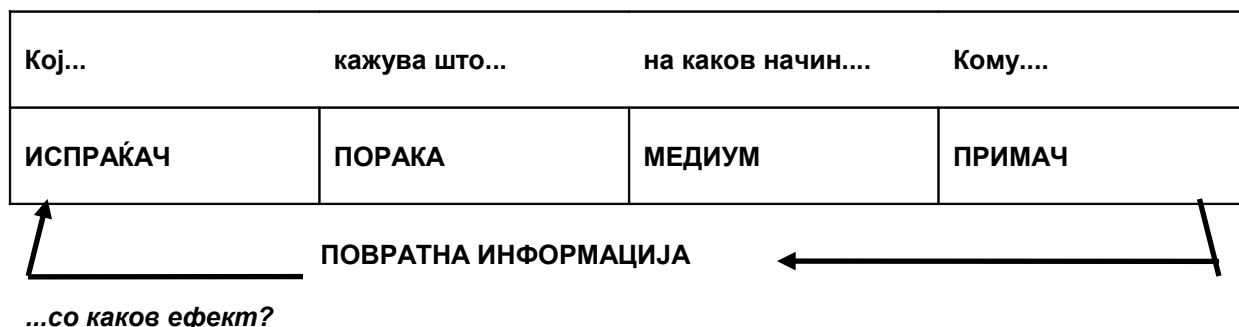 Кој... кажува што... на каков начин.... Кому....
ИСПРАЌАЧ ПОРАКА МЕДИУМ ПРИМАЧ
ПОВРАТНА ИНФОРМАЦИЈА
...со каков ефект?